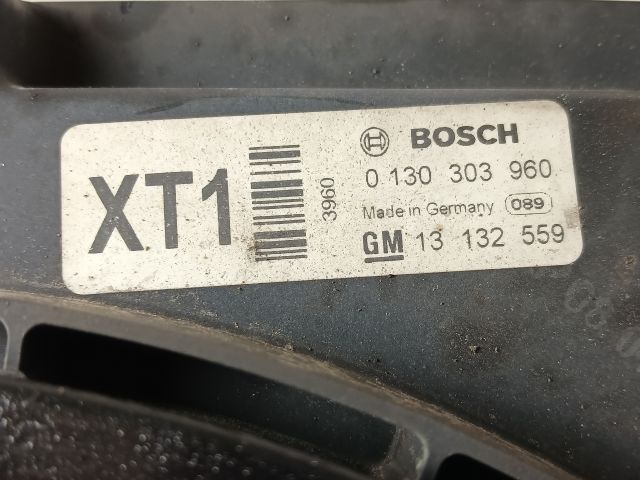 XT1
3960
BOSCH
0 130 303 960
Made in Germany 089
GM 13 132 559